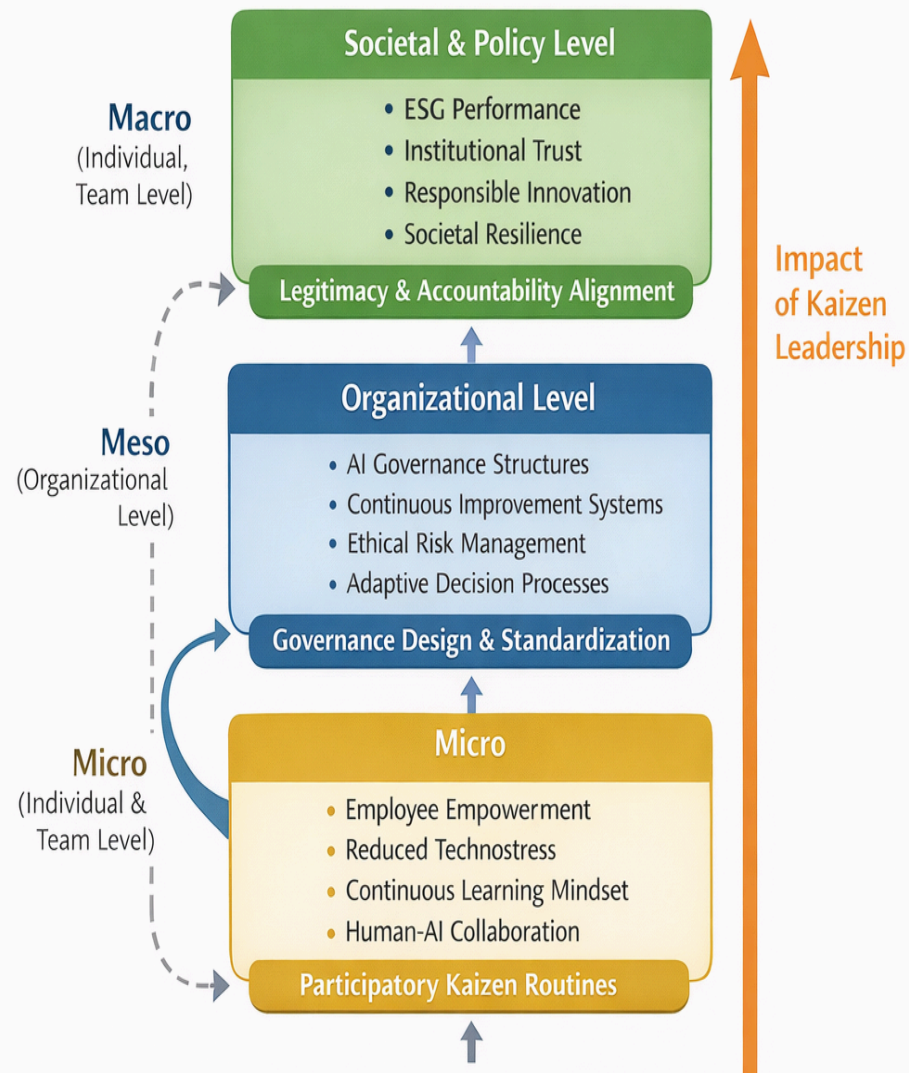 Societal & Policy Level
Macro
(Individual,
Team Level)
• ESG Performance
• Institutional Trust
• Responsible Innovation
• Societal Resilience
Legitimacy & Accountability Alignment
Impact
of Kaizen
Leadership
Organizational Level
Meso
(Organizational
Level)
• AI Governance Structures
• Continuous Improvement Systems
• Ethical Risk Management
• Adaptive Decision Processes
Governance Design & Standardization
Micro
Micro
(Individual &
Team Level)
• Employee Empowerment
• Reduced Technostress
• Continuous Learning Mindset
• Human-AI Collaboration
Participatory Kaizen Routines